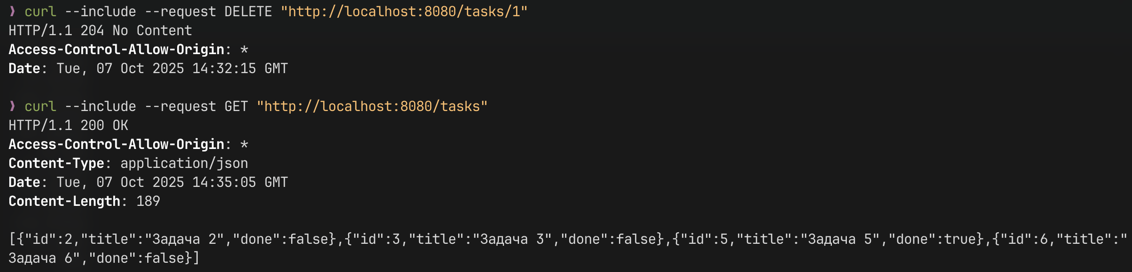 ❯ curl --include --request DELETE "http://localhost:8080/tasks/1"
HTTP/1.1 204 No Content
Access-Control-Allow-Origin: *
Date: Tue, 07 Oct 2025 14:32:15 GMT
❯ curl --include --request GET "http://localhost:8080/tasks"
HTTP/1.1 200 OK
Access-Control-Allow-Origin: *
Content-Type: application/json
Date: Tue, 07 Oct 2025 14:35:05 GMT
Content-Length: 189
[{"id":2,"title":"Задача 2","done":false},{"id":3,"title":"Задача 3","done":false},{"id":5,"title":"Задача 5","done":true},{"id":6,"title":"
Задача 6","done":false}]